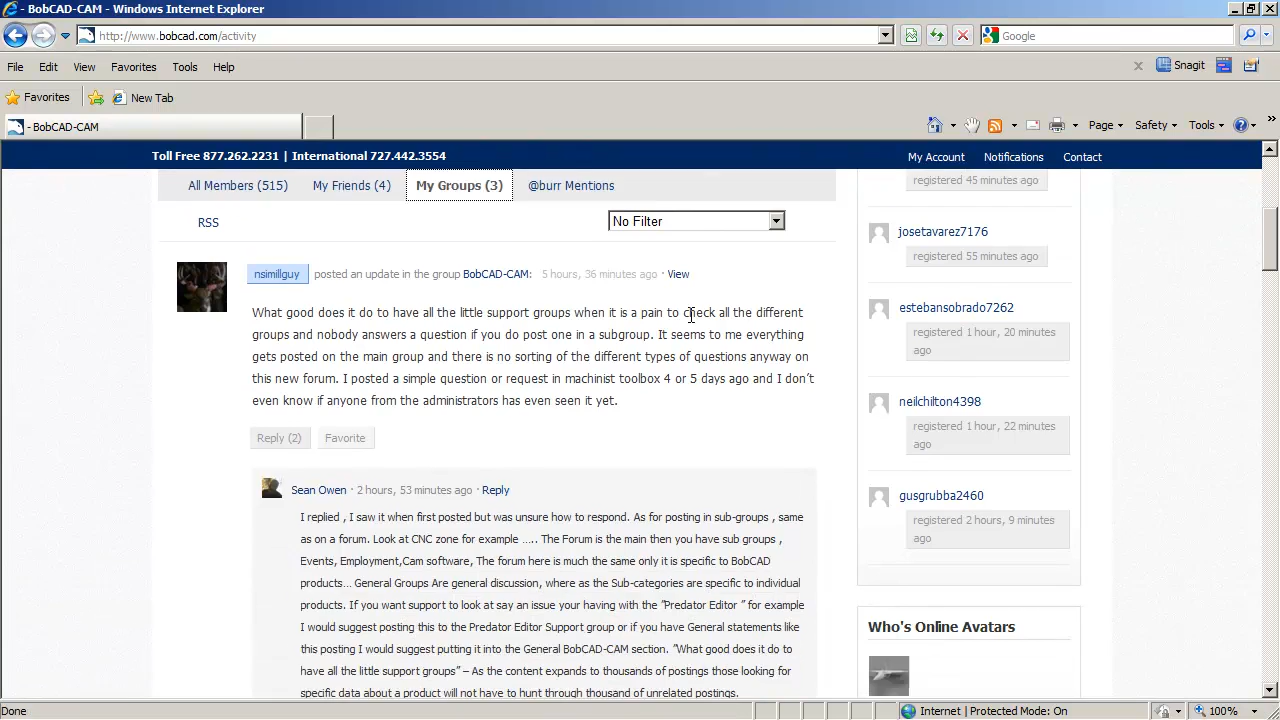 - BobCAD-CAM - Windows Internet Explorer
http://www.bobcad.com/activity
Google
File Edit View Favorites Tools Help
Snagit
Favorites New Tab
- BobCAD-CAM
Page Safety Tools
Toll Free 877.262.2231 | International 727.442.3554
My Account Notifications Contact
All Members (515) My Friends (4) My Groups (3) @burr Mentions
RSS
No Filter
nsimillguy posted an update in the group BobCAD-CAM: 5 hours, 36 minutes ago · View
What good does it do to have all the little support groups when it is a pain to check all the different
groups and nobody answers a question if you do post one in a subgroup. It seems to me everything
gets posted on the main group and there is no sorting of the different types of questions anyway on
this new forum. I posted a simple question or request in machinist toolbox 4 or 5 days ago and I don't
even know if anyone from the administrators has even seen it yet.
Reply (2) Favorite
Sean Owen · 2 hours, 53 minutes ago · Reply
I replied , I saw it when first posted but was unsure how to respond. As for posting in sub-groups , same
as on a forum. Look at CNC zone for example ….. The Forum is the main then you have sub groups ,
Events, Employment,Cam software, The forum here is much the same only it is specific to BobCAD
products… General Groups Are general discussion, where as the Sub-categories are specific to individual
products. If you want support to look at say an issue your having with the "Predator Editor " for example
I would suggest posting this to the Predator Editor Support group or if you have General statements like
this posting I would suggest putting it into the General BobCAD-CAM section. "What good does it do to
have all the little support groups" – As the content expands to thousands of postings those looking for
specific data about a product will not have to hunt through thousand of unrelated postings.
registered 45 minutes ago
josetavarez7176
registered 55 minutes ago
estebansobrado7262
registered 1 hour, 20 minutes
ago
neilchilton4398
registered 1 hour, 22 minutes
ago
gusgrubba2460
registered 2 hours, 9 minutes
ago
Who's Online Avatars
Done
Internet | Protected Mode: On
100%